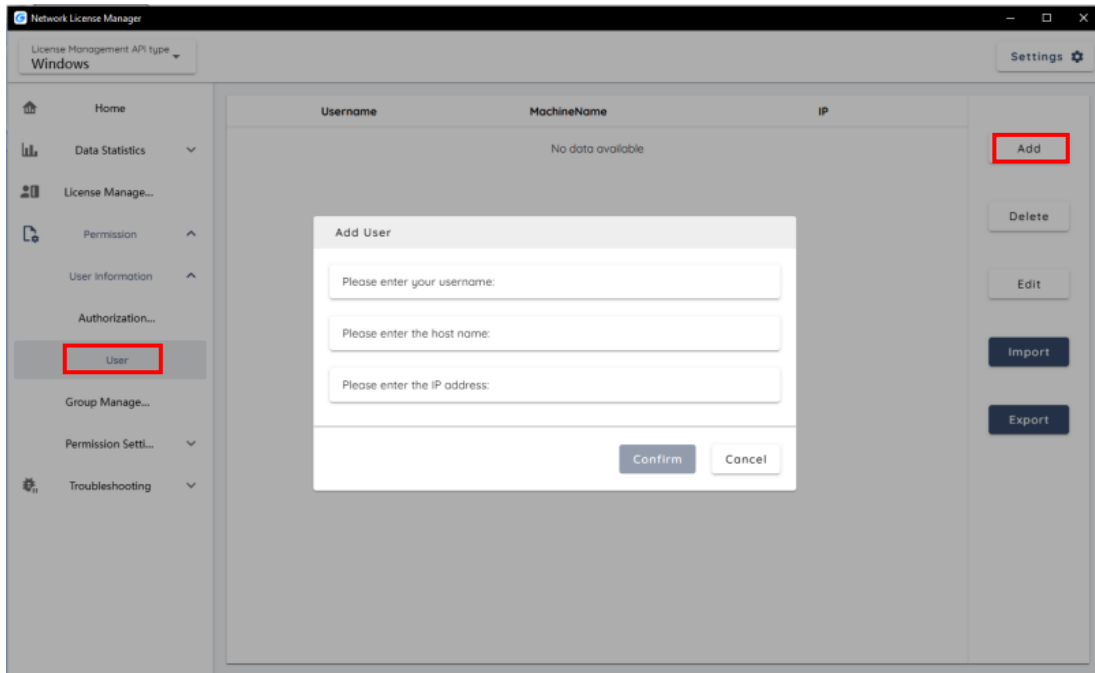 Network License Manager
License Management API type
Windows
Settings
Home
Data Statistics
License Manage...
Permission
User Information
Authorization...
User
Group Manage...
Permission Setti...
Troubleshooting
Username MachineName IP
No data available
Add User
Please enter your username:
Please enter the host name:
Please enter the IP address:
Confirm Cancel
Add
Delete
Edit
Import
Export